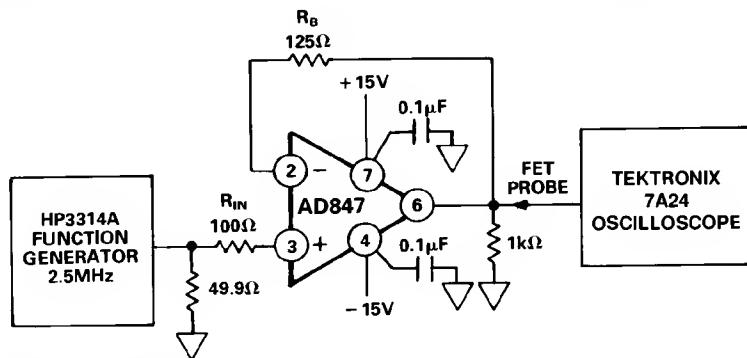 R_B
125Ω
+15V
0.1μF
2
−
7
AD847
6
3
+
4
0.1μF
−15V
R_IN
100Ω
HP3314A
FUNCTION
GENERATOR
2.5MHz
49.9Ω
FET
PROBE
1kΩ
TEKTRONIX
7A24
OSCILLOSCOPE